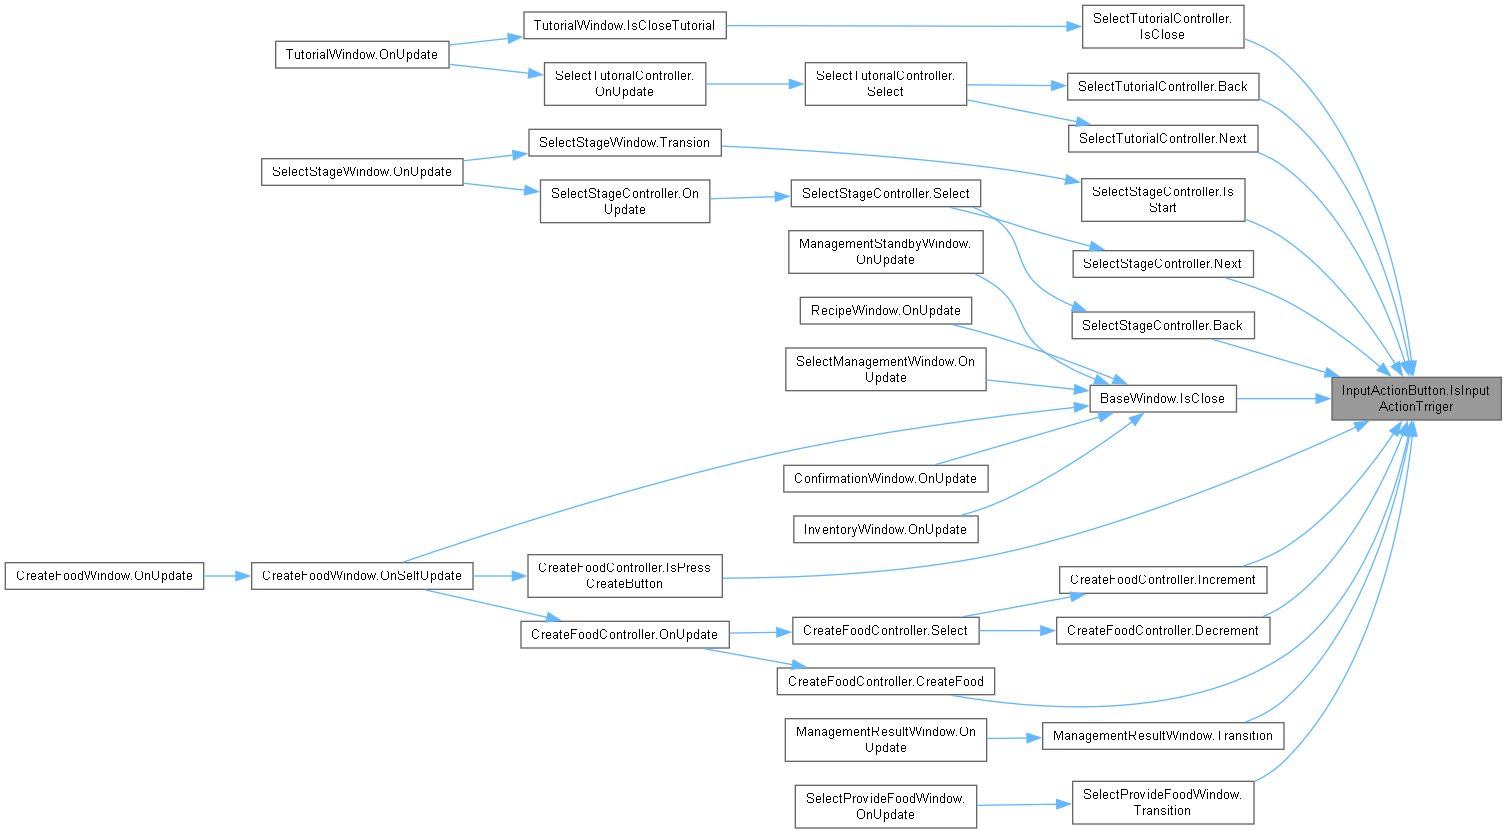 TutorialWindow.OnUpdate
TutorialWindow.IsCloseTutorial
SelectTutorialController.
IsClose
SelectTutorialController.
OnUpdate
SelectTutorialController.
Select
SelectTutorialController.Back
SelectTutorialController.Next
SelectStageWindow.OnUpdate
SelectStageWindow.Transion
SelectStageController.Is
Start
SelectStageController.On
Update
SelectStageController.Select
SelectStageController.Next
SelectStageController.Back
ManagementStandbyWindow.
OnUpdate
RecipeWindow.OnUpdate
SelectManagementWindow.On
Update
BaseWindow.IsClose
InputActionButton.IsInput
ActionTrriger
ConfirmationWindow.OnUpdate
InventoryWindow.OnUpdate
CreateFoodWindow.OnUpdate
CreateFoodWindow.OnSelfUpdate
CreateFoodController.IsPress
CreateButton
CreateFoodController.Increment
CreateFoodController.OnUpdate
CreateFoodController.Select
CreateFoodController.Decrement
CreateFoodController.CreateFood
ManagementResultWindow.On
Update
ManagementResultWindow.Transition
SelectProvideFoodWindow.
OnUpdate
SelectProvideFoodWindow.
Transition